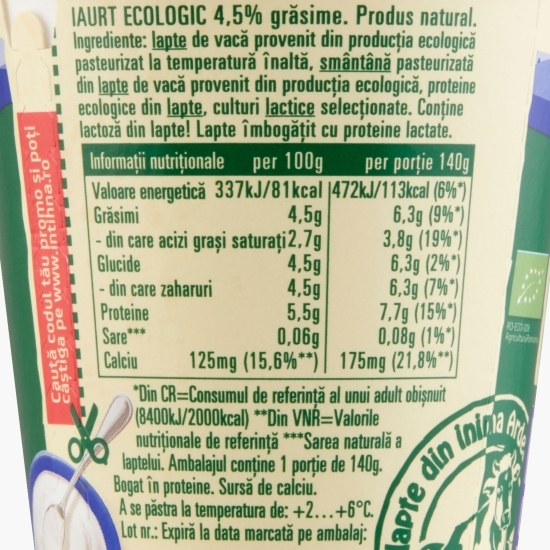 IAURT ECOLOGIC 4,5% grăsime. Produs natural.
Ingrediente: lapte de vacă provenit din producția ecologică
pasteurizat la temperatură înaltă, smântână pasteurizată
din lapte de vacă provenit din producția ecologică, proteine
ecologice din lapte, culturi lactice selecționate. Conține
lactoză din lapte! Lapte îmbogățit cu proteine lactate.
Informații nutriționale per 100g per porție 140g
Valoare energetică 337kJ/81kcal 472kJ/113kcal (6%*)
Grăsimi 4,5g 6,3g (9%*)
- din care acizi grași saturați 2,7g 3,8g (19%*)
Glucide 4,5g 6,3g (2%*)
- din care zaharuri 4,5g 6,3g (7%*)
Proteine 5,5g 7,7g (15%*)
Sare*** 0,06g 0,08g (1%*)
Calciu 125mg (15,6%**) 175mg (21,8%**)
*Din CR=Consumul de referință al unui adult obișnuit
(8400kJ/2000kcal) **Din VNR=Valorile
nutriționale de referință ***Sarea naturală a
laptelui. Ambalajul conține 1 porție de 140g.
Bogat în proteine. Sursă de calciu.
A se păstra la temperatura de: +2...+6°C.
Lot nr.: Expiră la data marcată pe ambalaj:
Caută codul tău promo și poți
câștiga pe www.intihna.ro
RO-ECO-008
Agricultura România
lapte din inima